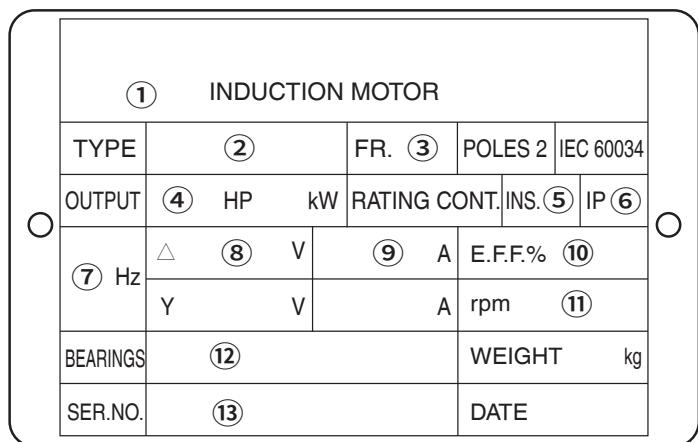 ① INDUCTION MOTOR
TYPE ② FR. ③ POLES 2 IEC 60034
OUTPUT ④ HP kW RATING CONT. INS. ⑤ IP ⑥
⑦ Hz △ ⑧ V ⑨ A E.F.F.% ⑩
Y V A rpm ⑪
BEARINGS ⑫ WEIGHT kg
SER.NO. ⑬ DATE